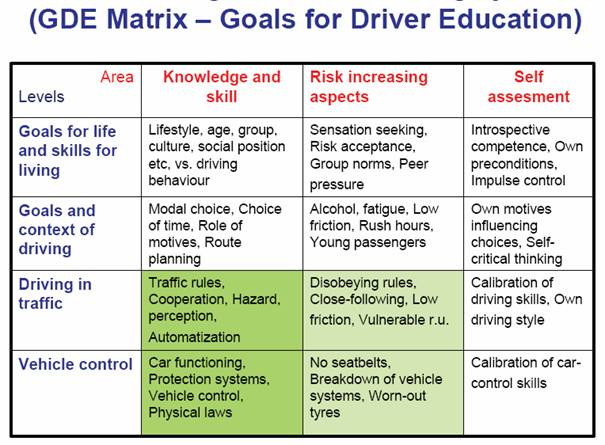 (GDE Matrix – Goals for Driver Education)
Area
Levels
Knowledge and
skill
Risk increasing
aspects
Self
assesment
Goals for life
and skills for
living
Lifestyle, age, group,
culture, social position
etc, vs. driving
behaviour
Sensation seeking,
Risk acceptance,
Group norms, Peer
pressure
Introspective
competence, Own
preconditions,
Impulse control
Goals and
context of
driving
Modal choice, Choice
of time, Role of
motives, Route
planning
Alcohol, fatigue, Low
friction, Rush hours,
Young passengers
Own motives
influencing
choices, Self-
critical thinking
Driving in
traffic
Traffic rules,
Cooperation, Hazard,
perception,
Automatization
Disobeying rules,
Close-following, Low
friction, Vulnerable r.u.
Calibration of
driving skills, Own
driving style
Vehicle control
Car functioning,
Protection systems,
Vehicle control,
Physical laws
No seatbelts,
Breakdown of vehicle
systems, Worn-out
tyres
Calibration of car-
control skills